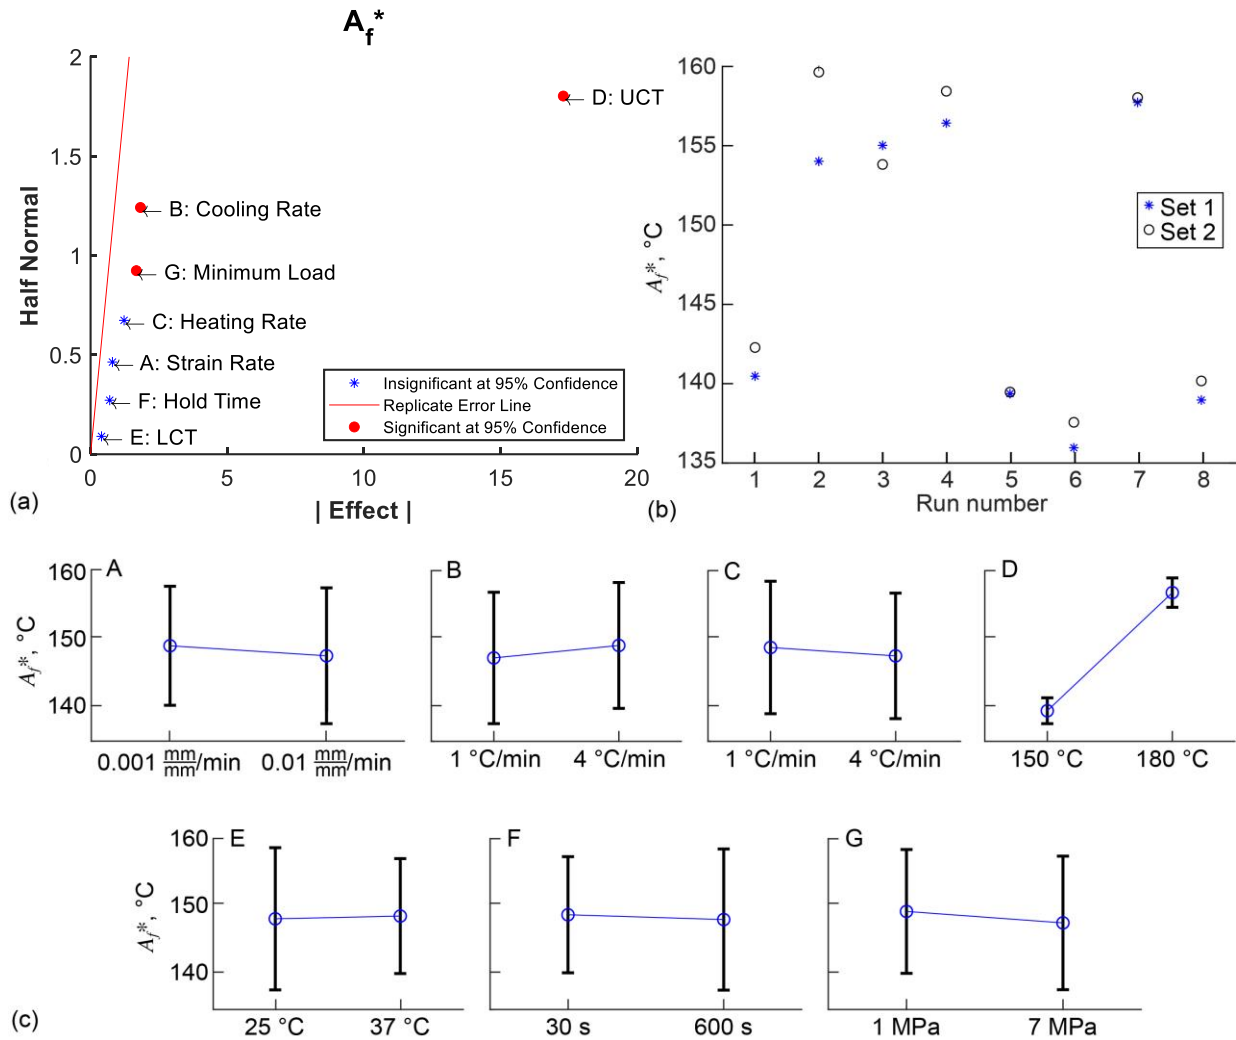 A_f*
2
1.5
1
0.5
0
Half Normal
D: UCT
B: Cooling Rate
G: Minimum Load
C: Heating Rate
A: Strain Rate
F: Hold Time
E: LCT
Insignificant at 95% Confidence
Replicate Error Line
Significant at 95% Confidence
0 5 10 15 20
| Effect |
(a)
160
155
150
145
140
135
A_f*, °C
Set 1
Set 2
1 2 3 4 5 6 7 8
Run number
(b)
A_f*, °C
160
150
140
A
0.001 mm/mm/min 0.01 mm/mm/min
B
1 °C/min 4 °C/min
C
1 °C/min 4 °C/min
D
150 °C 180 °C
A_f*, °C
160
150
140
E
25 °C 37 °C
F
30 s 600 s
G
1 MPa 7 MPa
(c)